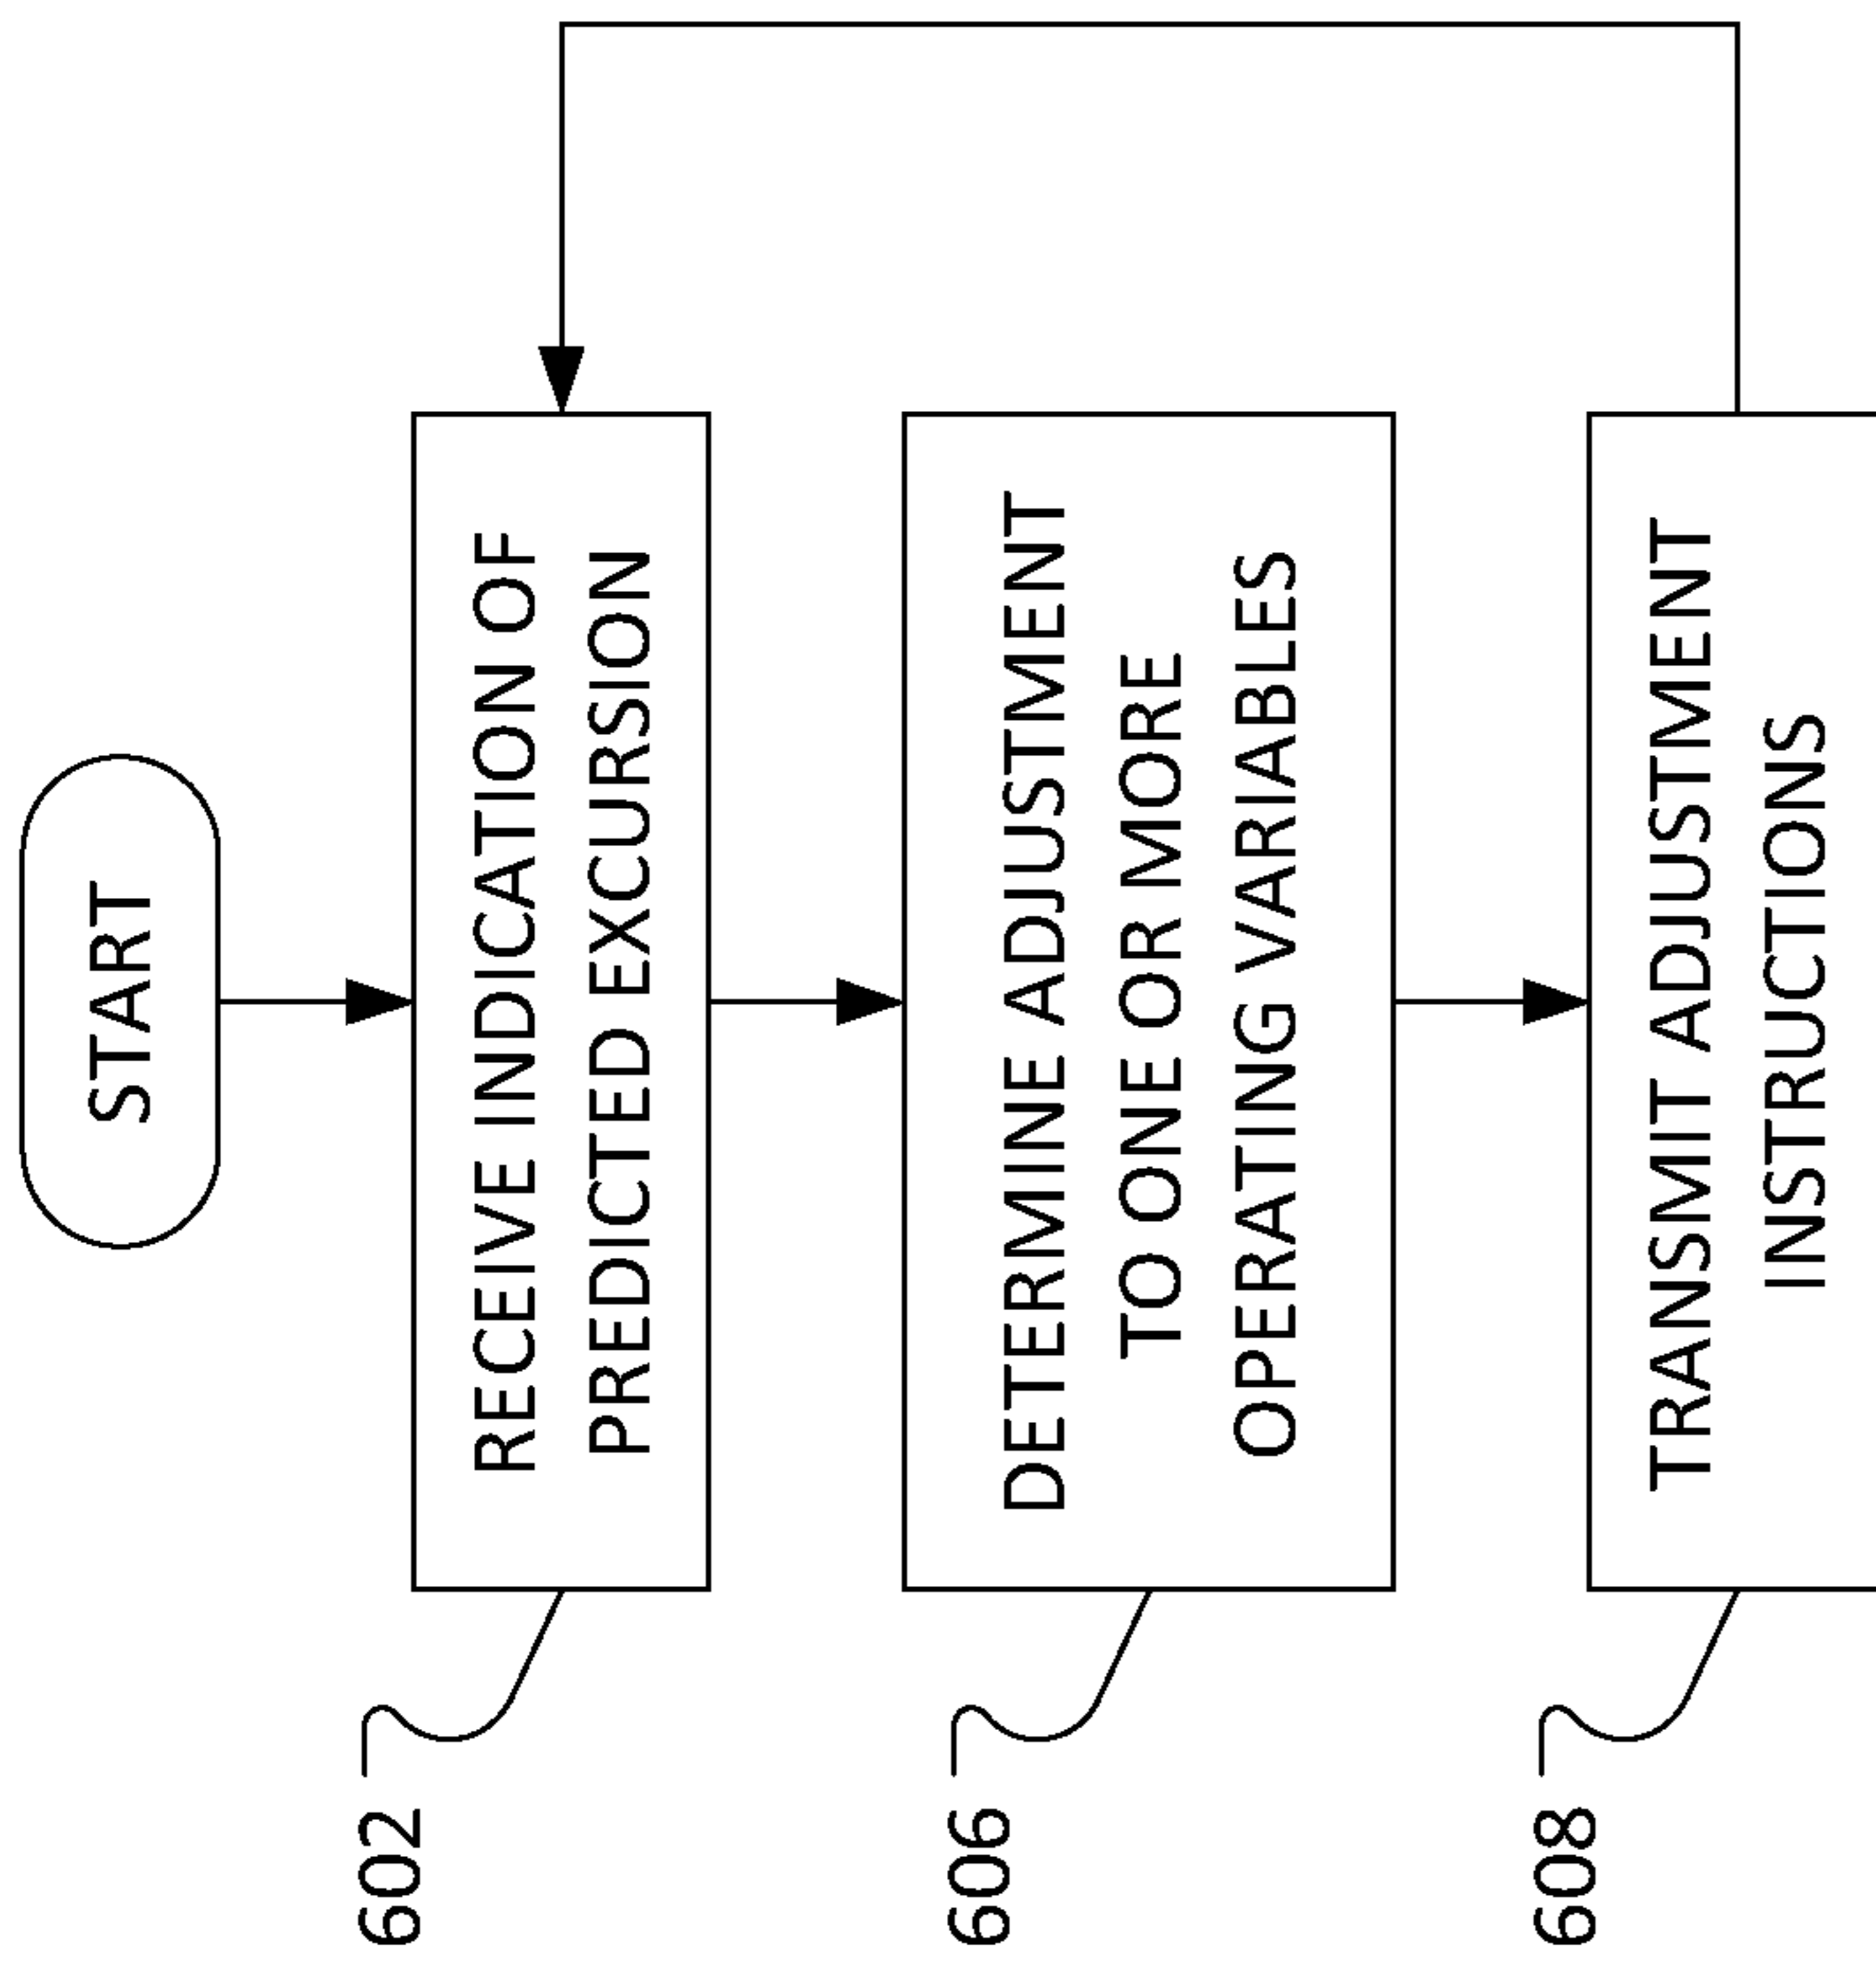 START
602
RECEIVE INDICATION OF
PREDICTED EXCURSION
606
DETERMINE ADJUSTMENT
TO ONE OR MORE
OPERATING VARIABLES
608
TRANSMIT ADJUSTMENT
INSTRUCTIONS